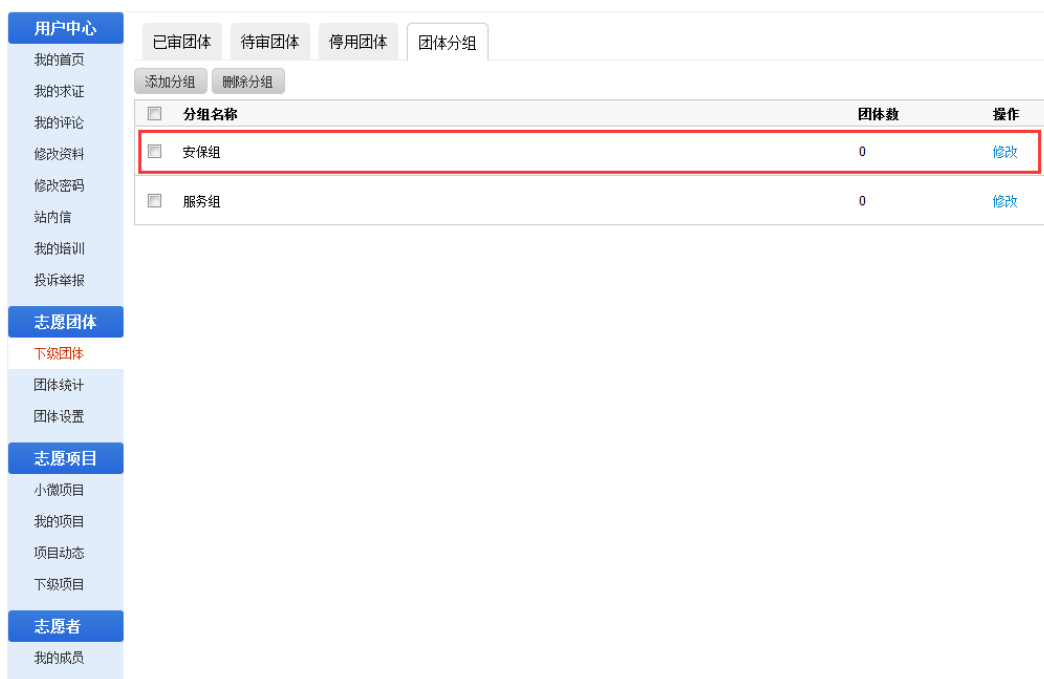 用户中心
我的首页
我的求证
我的评论
修改资料
修改密码
站内信
我的培训
投诉举报
志愿团体
下级团体
团体统计
团体设置
志愿项目
小微项目
我的项目
项目动态
下级项目
志愿者
我的成员
已审团体 待审团体 停用团体 团体分组
添加分组 删除分组
分组名称 团体数 操作
安保组 0 修改
服务组 0 修改